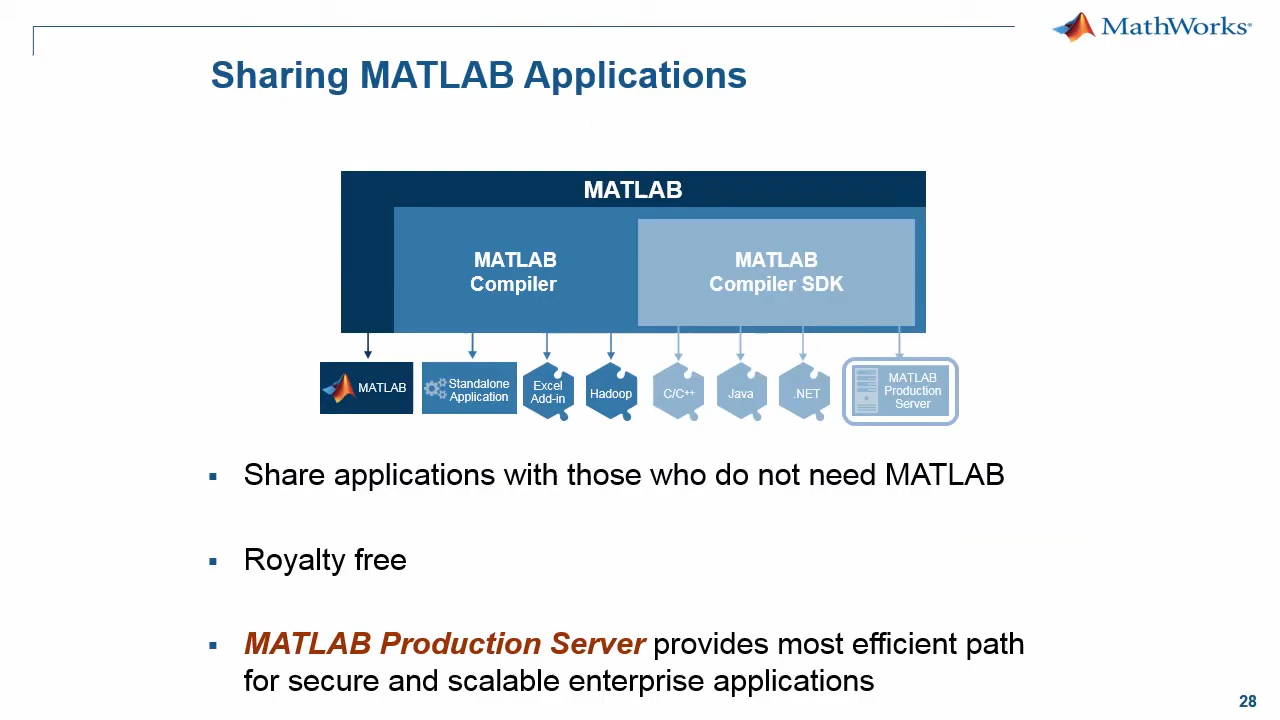 MathWorks®
Sharing MATLAB Applications
MATLAB
MATLAB
Compiler
MATLAB
Compiler SDK
MATLAB
Standalone
Application
Excel
Add-in
Hadoop
C/C++
Java
.NET
MATLAB
Production
Server
▪ Share applications with those who do not need MATLAB
▪ Royalty free
▪ MATLAB Production Server provides most efficient path
for secure and scalable enterprise applications
28